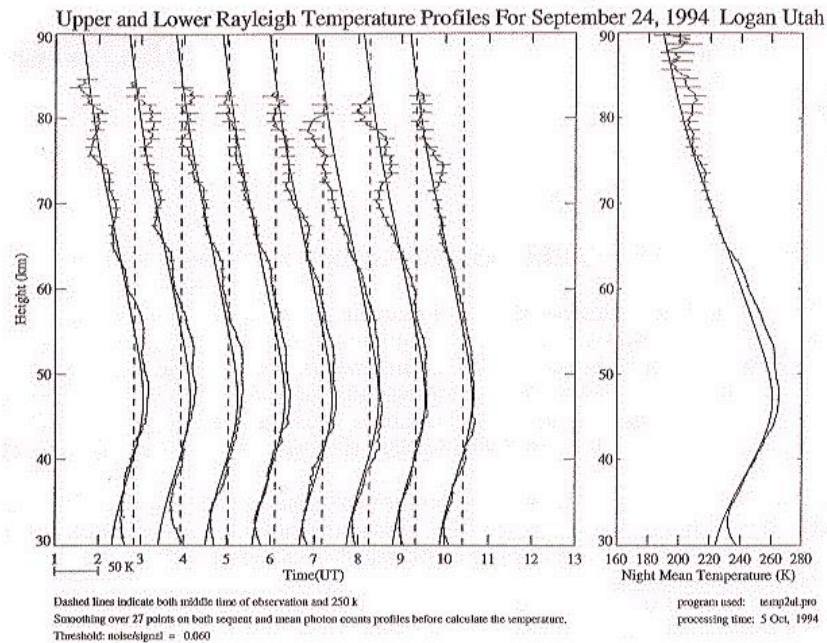 Upper and Lower Rayleigh Temperature Profiles For September 24, 1994 Logan Utah
90
80
70
60
50
40
30
Height (km)
1 2 3 4 5 6 7 8 9 10 11 12 13
50 K
Time(UT)
90
80
70
60
50
40
30
160 180 200 220 240 260 280
Night Mean Temperature (K)
Dashed lines indicate both middle time of observation and 250 k
Smoothing over 27 points on both sequent and mean photon counts profiles before calculate the temperature.
Threshold: noise/signal = 0.060
program used: temp2ul.pro
processing time: 5 Oct, 1994